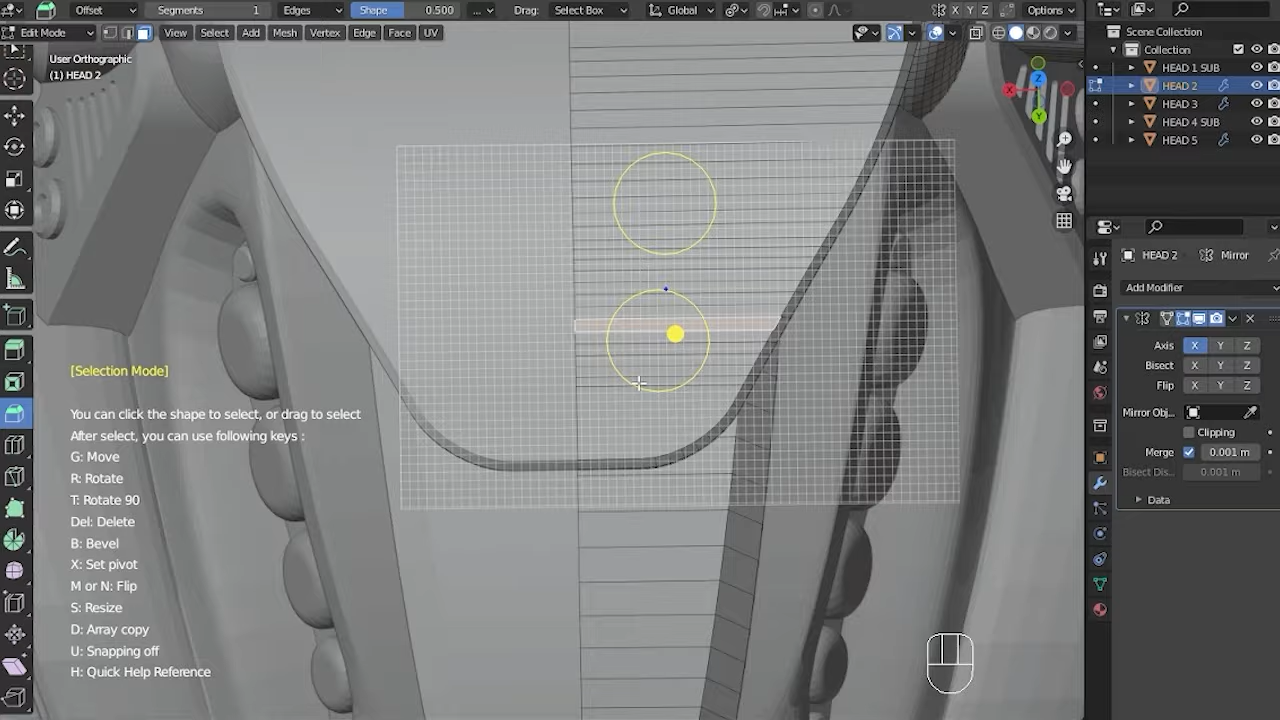 Offset Segments 1 Edges Shape 0.500 ... Drag: Select Box Global X Y Z Options
Edit Mode View Select Add Mesh Vertex Edge Face UV
User Orthographic
(1) HEAD 2
Scene Collection
Collection
HEAD 1 SUB
HEAD 2
HEAD 3
HEAD 4 SUB
HEAD 5
X Z Y
HEAD 2 Mirror
Add Modifier
Axis X Y Z
Bisect X Y Z
Flip X Y Z
Mirror Obj...
Clipping
Merge 0.001 m
Bisect Dis... 0.001 m
Data
[Selection Mode]
You can click the shape to select, or drag to select
After select, you can use following keys :
G: Move
R: Rotate
T: Rotate 90
Del: Delete
B: Bevel
X: Set pivot
M or N: Flip
S: Resize
D: Array copy
U: Snapping off
H: Quick Help Reference